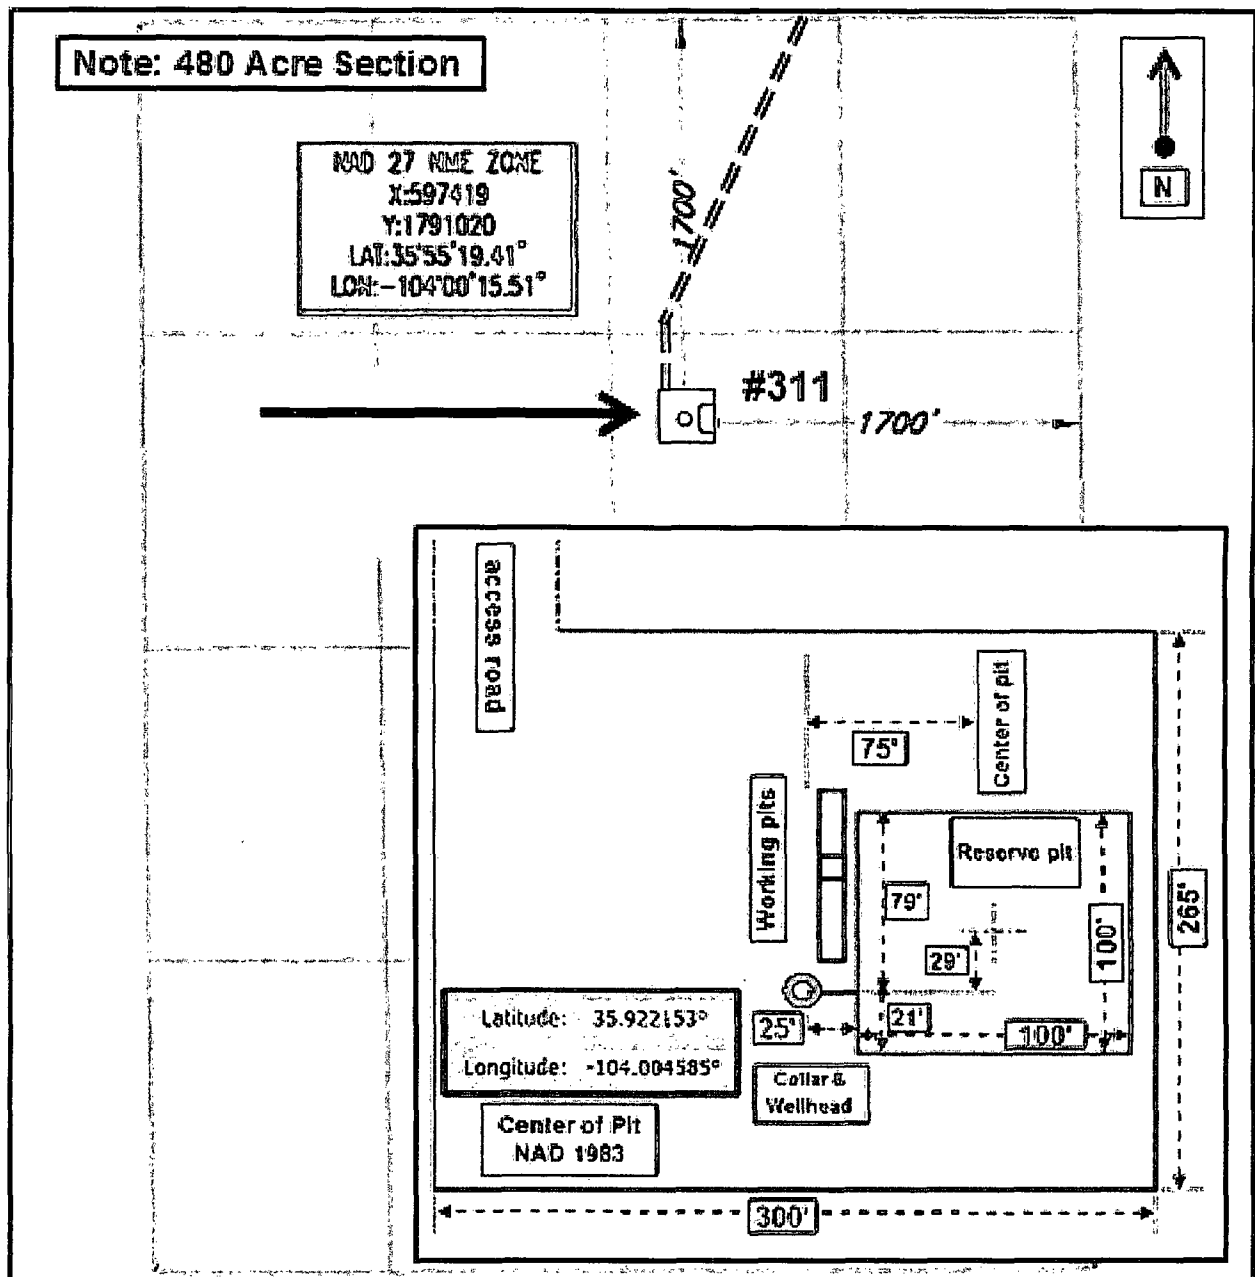 Note: 480 Acre Section
N
NAD 27 NME ZONE
X:597419
Y:1791020
LAT:35°55'19.41"
LON:-104°00'15.51"
1700'
#311
1700'
access road
Center of pit
75'
Working pits
Reserve pit
79'
29'
100'
265'
25'
21'
100'
Latitude: 35.922153°
Longitude: -104.004585°
Collar &
Wellhead
Center of Pit
NAD 1983
300'